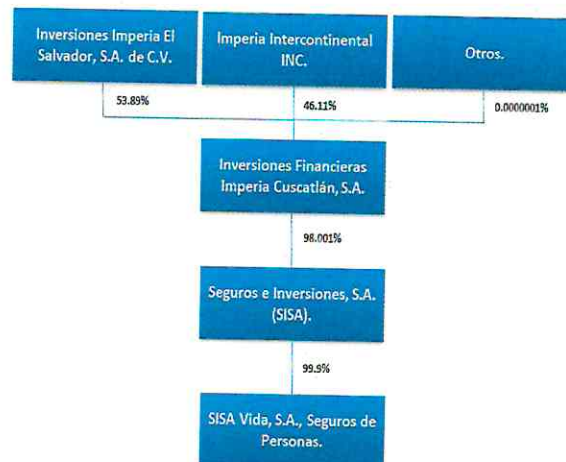 Inversiones Imperia El
Salvador, S.A. de C.V.
Imperia Intercontinental
INC.
Otros.
53.89%
46.11%
0.0000001%
Inversiones Financieras
Imperia Cuscatlán, S.A.
98.001%
Seguros e Inversiones, S.A.
(SISA).
99.9%
SISA Vida, S.A., Seguros de
Personas.